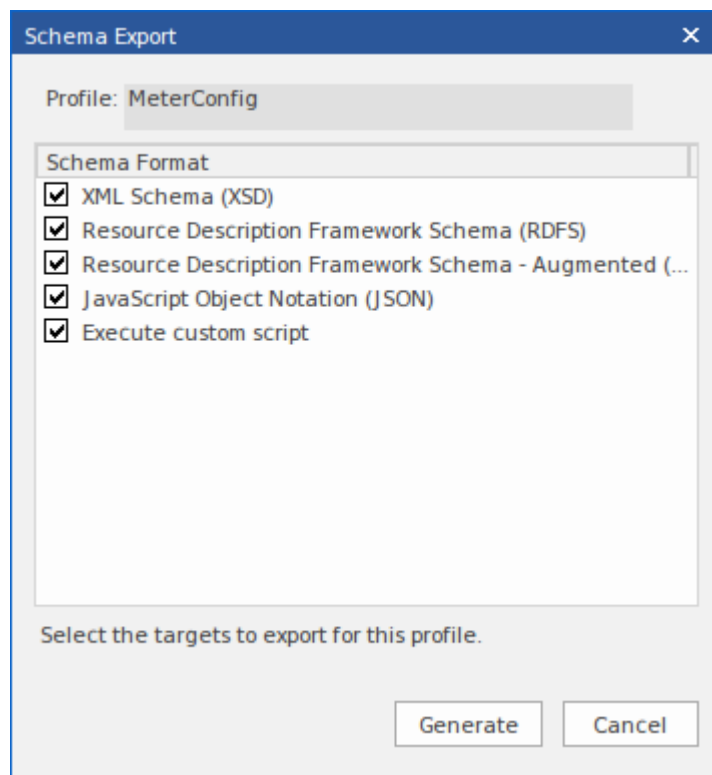 Schema Export
Profile: MeterConfig
Schema Format
XML Schema (XSD)
Resource Description Framework Schema (RDFS)
Resource Description Framework Schema - Augmented (...
JavaScript Object Notation (JSON)
Execute custom script
Select the targets to export for this profile.
Generate Cancel